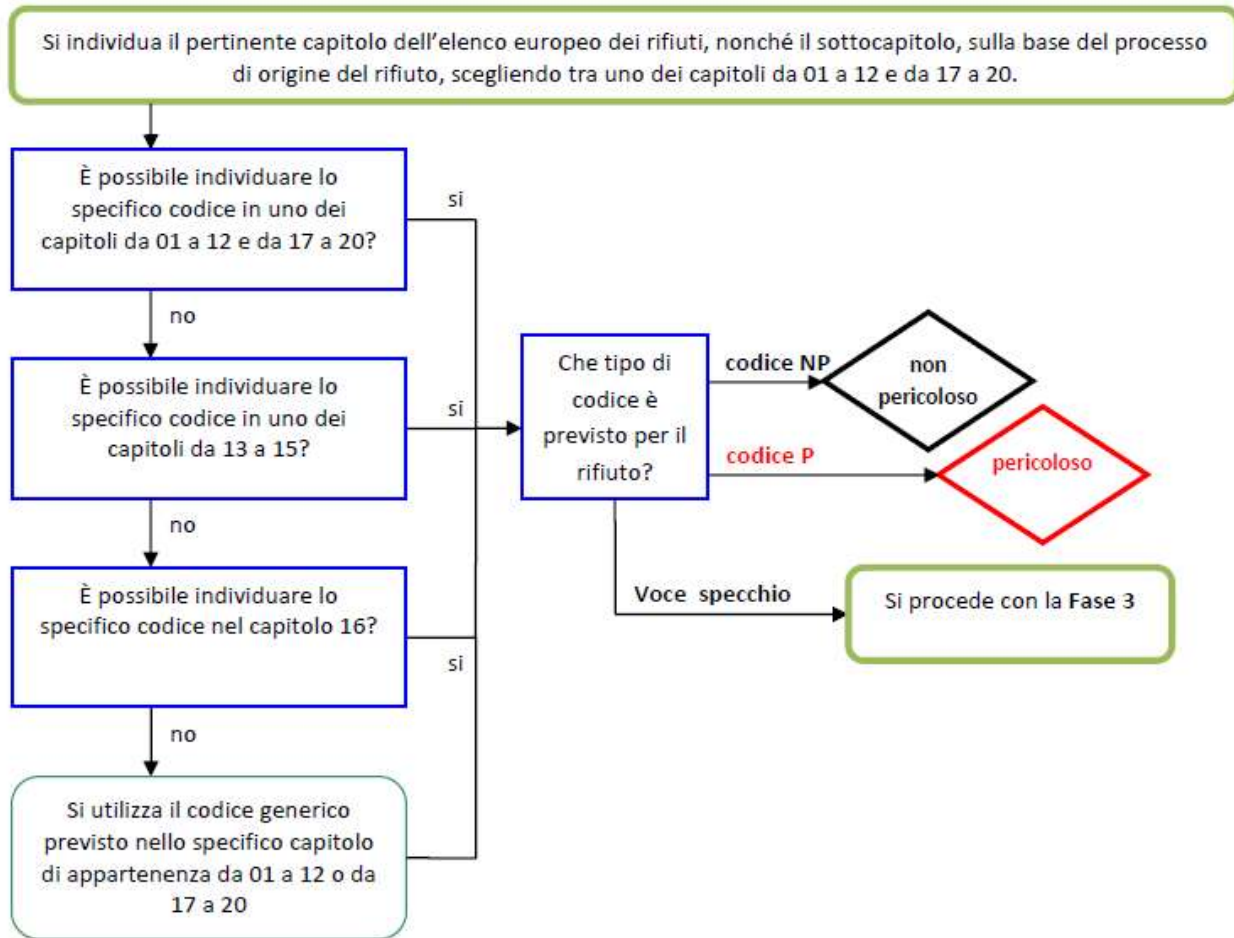 Si individua il pertinente capitolo dell'elenco europeo dei rifiuti, nonché il sottocapitolo, sulla base del processo
di origine del rifiuto, scegliendo tra uno dei capitoli da 01 a 12 e da 17 a 20.
È possibile individuare lo
specifico codice in uno dei
capitoli da 01 a 12 e da 17 a 20?
si
no
È possibile individuare lo
specifico codice in uno dei
capitoli da 13 a 15?
si
no
È possibile individuare lo
specifico codice nel capitolo 16?
si
no
Si utilizza il codice generico
previsto nello specifico capitolo
di appartenenza da 01 a 12 o da
17 a 20
Che tipo di
codice è
previsto per il
rifiuto?
codice NP
non
pericoloso
codice P
pericoloso
Voce specchio
Si procede con la Fase 3